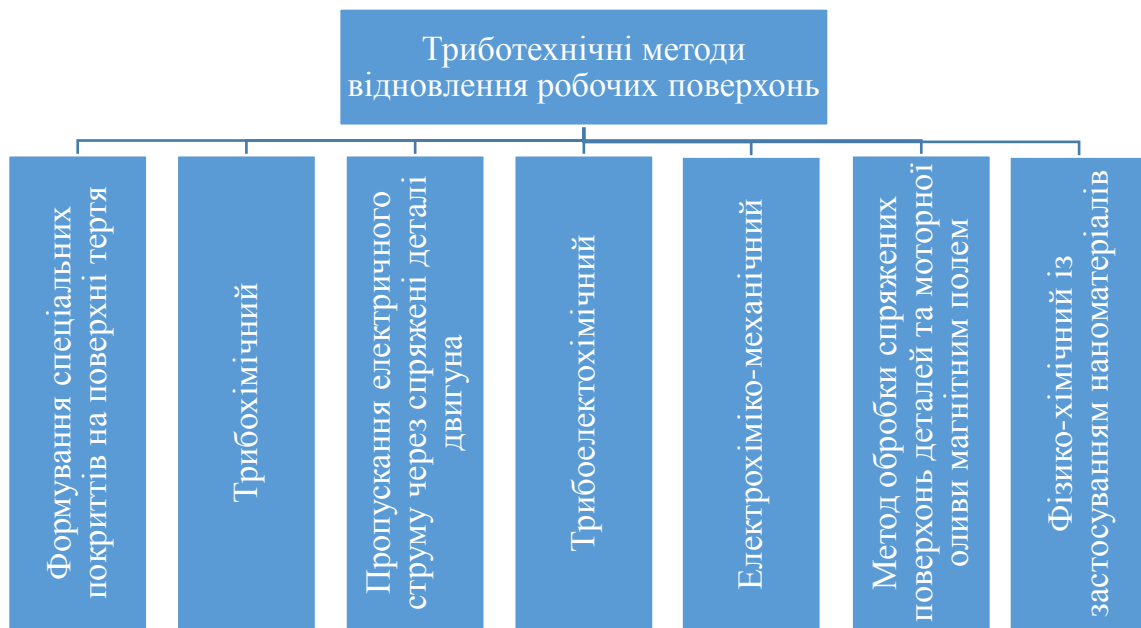 Триботехнічні методи
відновлення робочих поверхонь
Формування спеціальних
покриттів на поверхні тертя
Трибохімічний
Пропускання електричного
струму через спряжені деталі
двигуна
Трибоелектохімічний
Електрохіміко-механічний
Метод обробки спряжених
поверхонь деталей та моторної
оливи магнітним полем
Фізико-хімічний із
застосуванням наноматеріалів